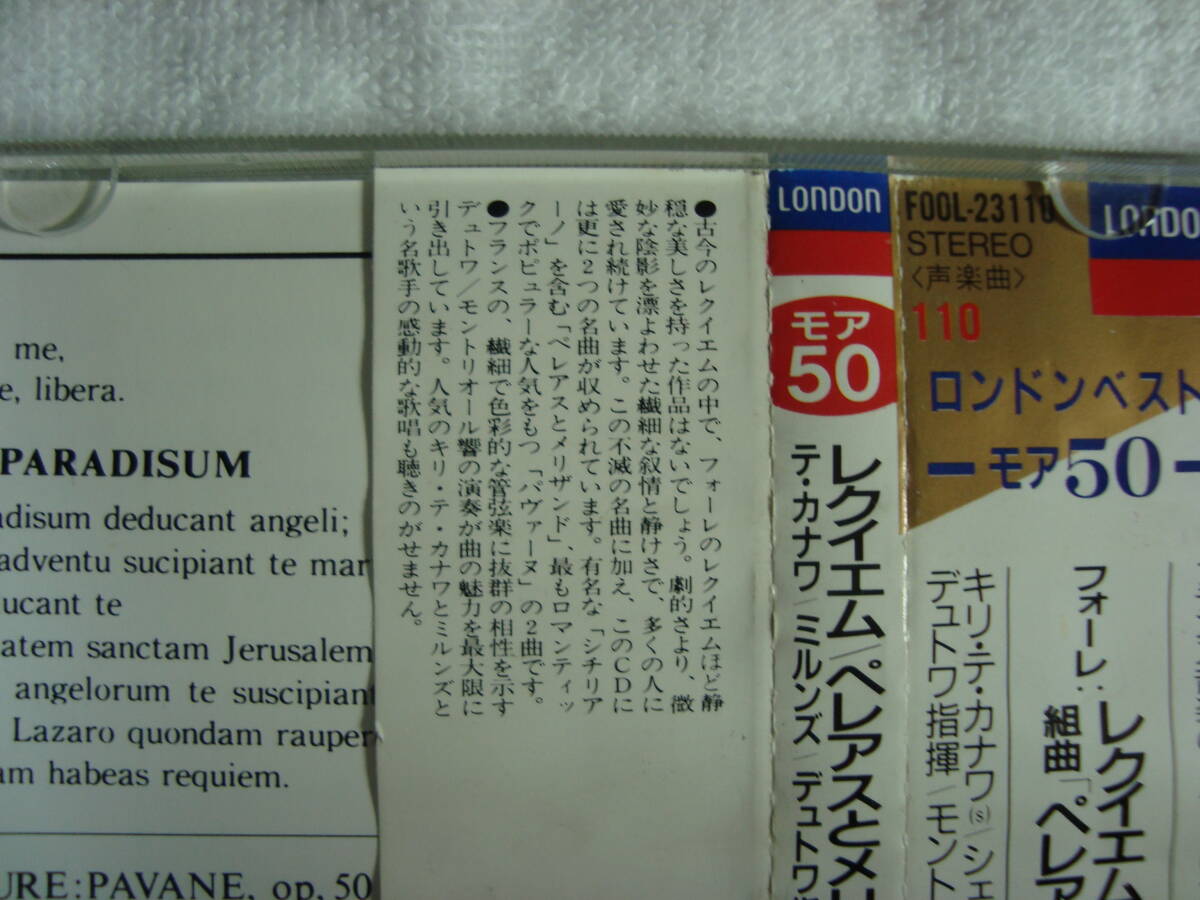 me,
e, libera.
PARADISUM
adisum deducant angeli;
adventu sucipiant te mar
ducant te
atem sanctam Jerusalem
angelorum te suscipiant
Lazaro quondam rauper
am habeas requiem.
URE:PAVANE, op, 50
●古今のレクイエムの中で、フォーレのレクイエムほど静
穏な美しさを持った作品はないでしょう。劇的さより、微
妙な陰影を漂よわせた繊細な叙情と静けさで、多くの人に
愛され続けています。この不滅の名曲に加え、このCDに
は更に2つの名曲が収められています。有名な「シチリア
ーノ」を含む「ペレアスとメリザンド」、最もロマンティッ
クでポピュラーな人気をもつ「パヴァーヌ」の2曲です。
●フランスの、繊細で色彩的な管弦楽に抜群の相性を示す
デュトワ/モントリオール響の演奏が曲の魅力を最大限に
引き出しています。人気のキリ・テ・カナワとミルンズと
いう名歌手の感動的な歌唱も聴きのがせません。
LONDON
モア
50
レクイエム/ペレアスとメリ
テ・カナワ/ミルンズ/デュトワ
FOOL-23110
STEREO
〈声楽曲〉
110
LONDON
ロンドンベスト
モア50
フォーレ:レクイエム
組曲「ペレア
キリ・テ・カナワ(s)/シェ
デュトワ指揮/モント